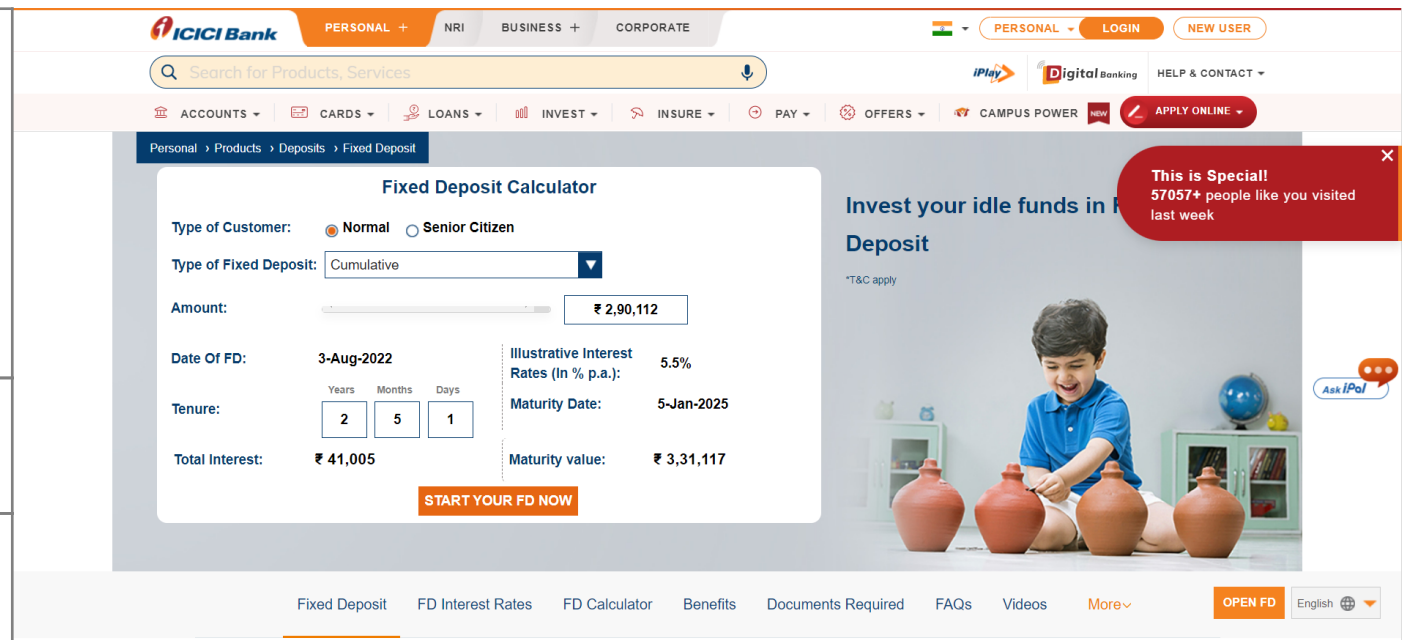 ICICI Bank
PERSONAL + NRI BUSINESS + CORPORATE PERSONAL LOGIN NEW USER
Search for Products, Services iPlay Digital Banking HELP & CONTACT
ACCOUNTS CARDS LOANS INVEST INSURE PAY OFFERS CAMPUS POWER NEW APPLY ONLINE
Personal › Products › Deposits › Fixed Deposit
Fixed Deposit Calculator
Type of Customer: Normal Senior Citizen
Type of Fixed Deposit: Cumulative
Amount: ₹ 2,90,112
Date Of FD: 3-Aug-2022
Illustrative Interest
Rates (In % p.a.): 5.5%
Years Months Days
Tenure: 2 5 1
Maturity Date: 5-Jan-2025
Total Interest: ₹ 41,005
Maturity value: ₹ 3,31,117
START YOUR FD NOW
Invest your idle funds in
Deposit
*T&C apply
This is Special!
57057+ people like you visited
last week
Ask iPal
Fixed Deposit FD Interest Rates FD Calculator Benefits Documents Required FAQs Videos More OPEN FD English